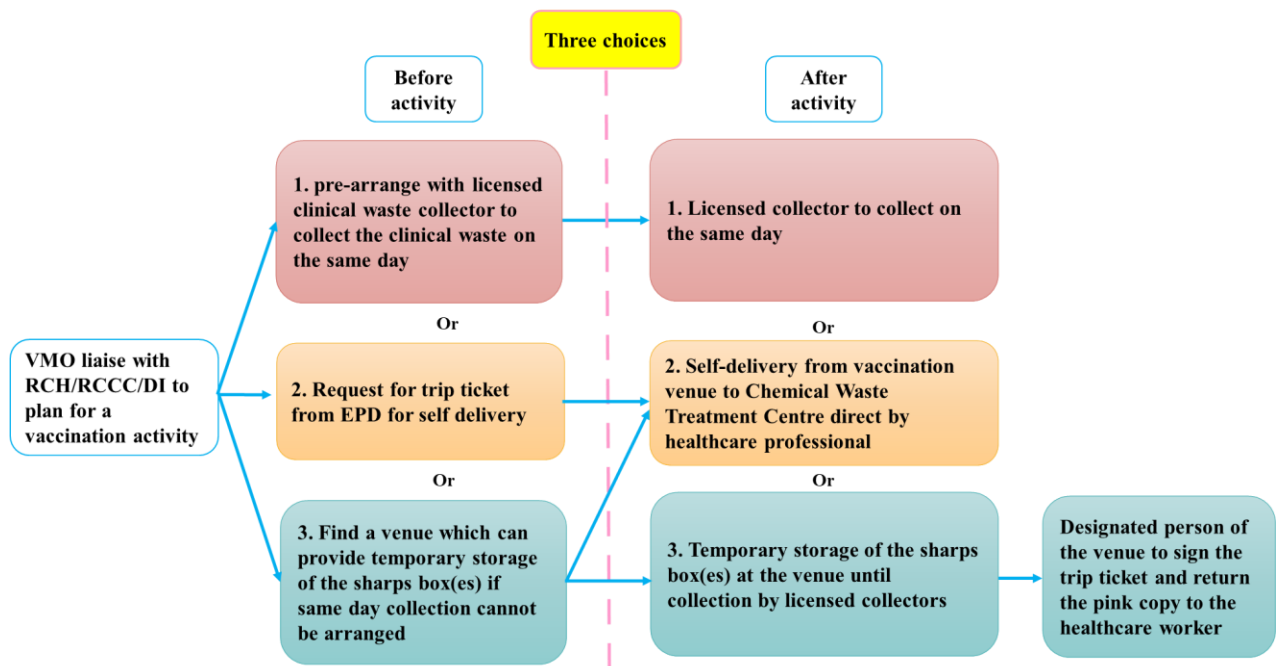 Three choices
Before
activity
After
activity
1. pre-arrange with licensed
clinical waste collector to
collect the clinical waste on
the same day
1. Licensed collector to collect on
the same day
Or
Or
VMO liaise with
RCH/RCCC/DI to
plan for a
vaccination activity
2. Request for trip ticket
from EPD for self delivery
2. Self-delivery from vaccination
venue to Chemical Waste
Treatment Centre direct by
healthcare professional
Or
Or
3. Find a venue which can
provide temporary storage
of the sharps box(es) if
same day collection cannot
be arranged
3. Temporary storage of the sharps
box(es) at the venue until
collection by licensed collectors
Designated person of
the venue to sign the
trip ticket and return
the pink copy to the
healthcare worker